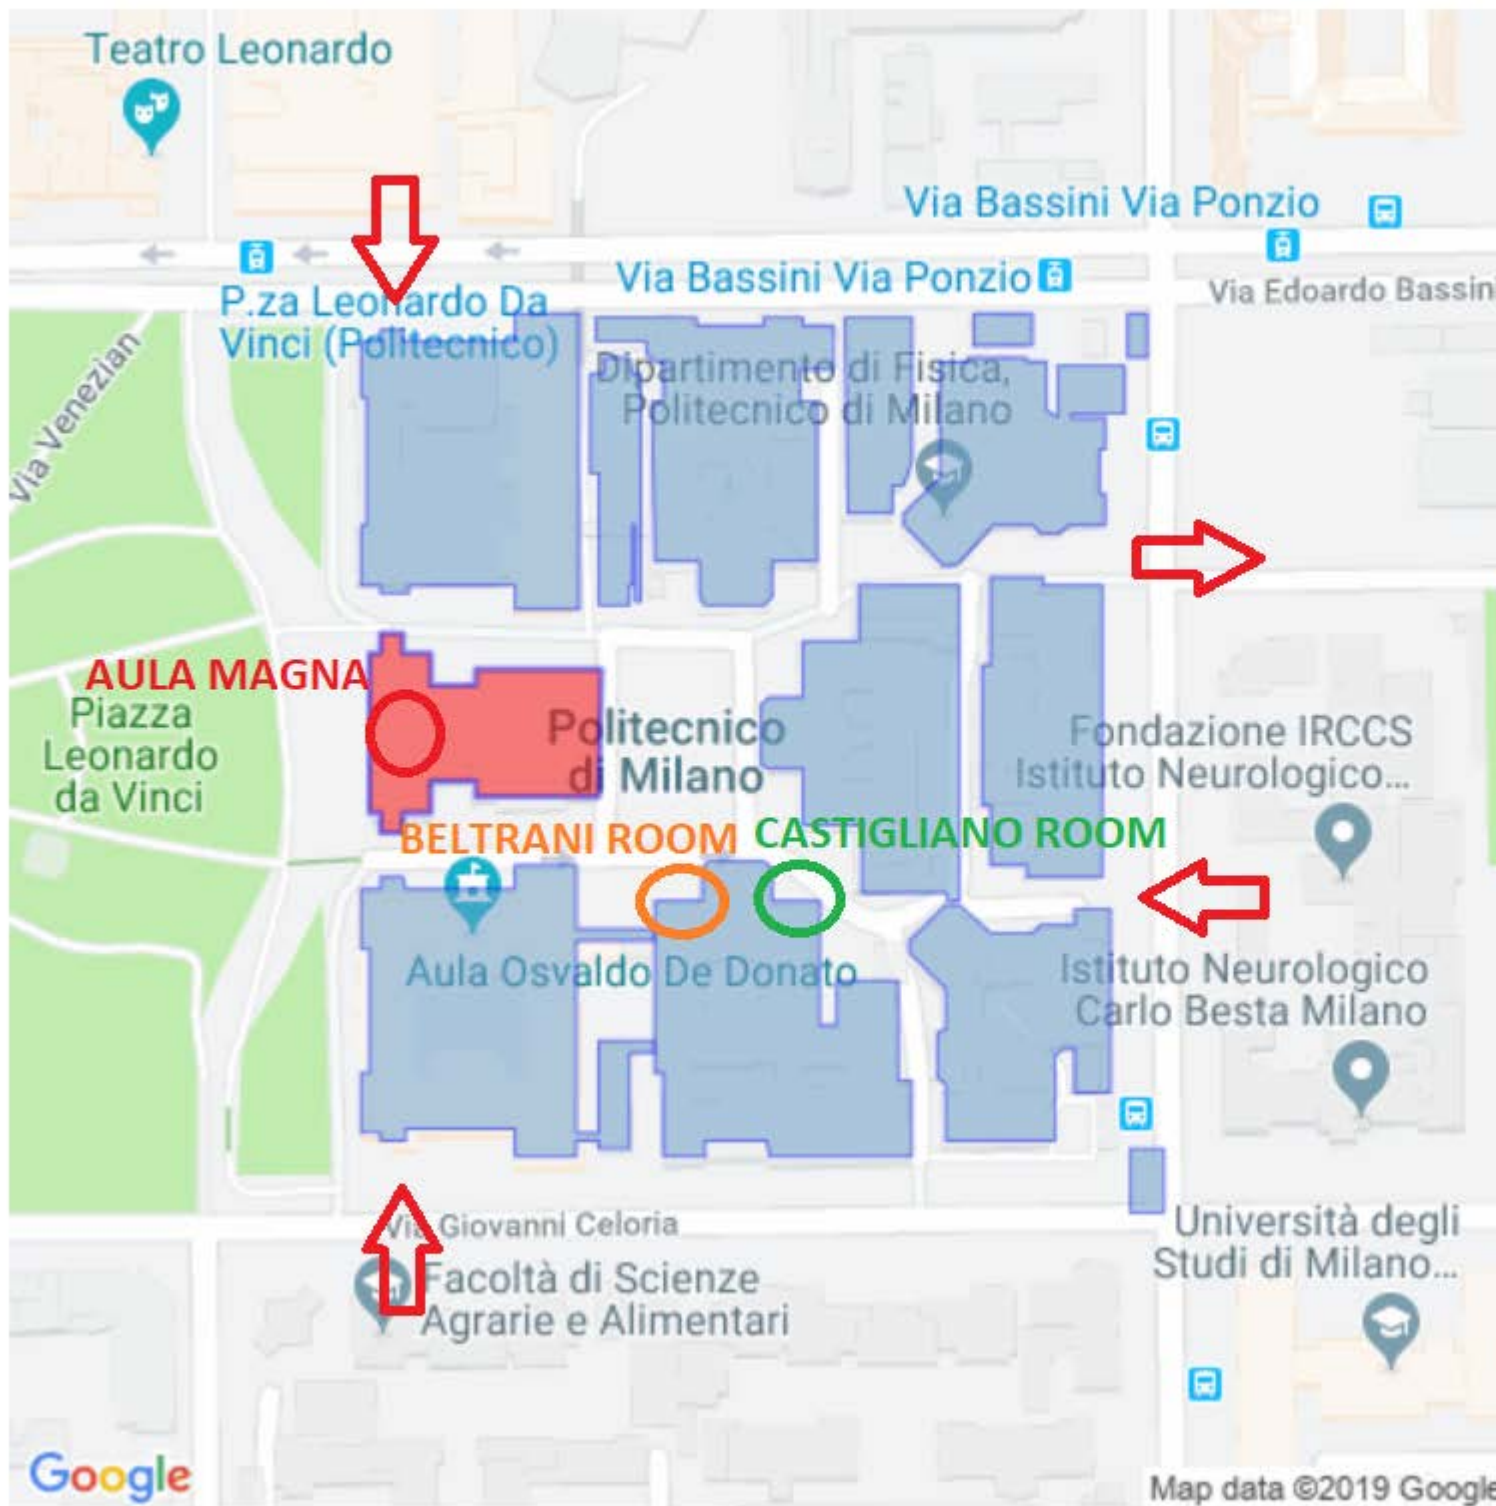 Teatro Leonardo
Via Bassini Via Ponzio
Via Bassini Via Ponzio
Via Edoardo Bassini
P.za Leonardo Da
Vinci (Politecnico)
Via Venezian
Dipartimento di Fisica,
Politecnico di Milano
AULA MAGNA
Piazza
Leonardo
da Vinci
Politecnico
di Milano
Fondazione IRCCS
Istituto Neurologico...
BELTRANI ROOM
CASTIGLIANO ROOM
Aula Osvaldo De Donato
Istituto Neurologico
Carlo Besta Milano
Via Giovanni Celoria
Università degli
Studi di Milano...
Facoltà di Scienze
Agrarie e Alimentari
Google
Map data ©2019 Google